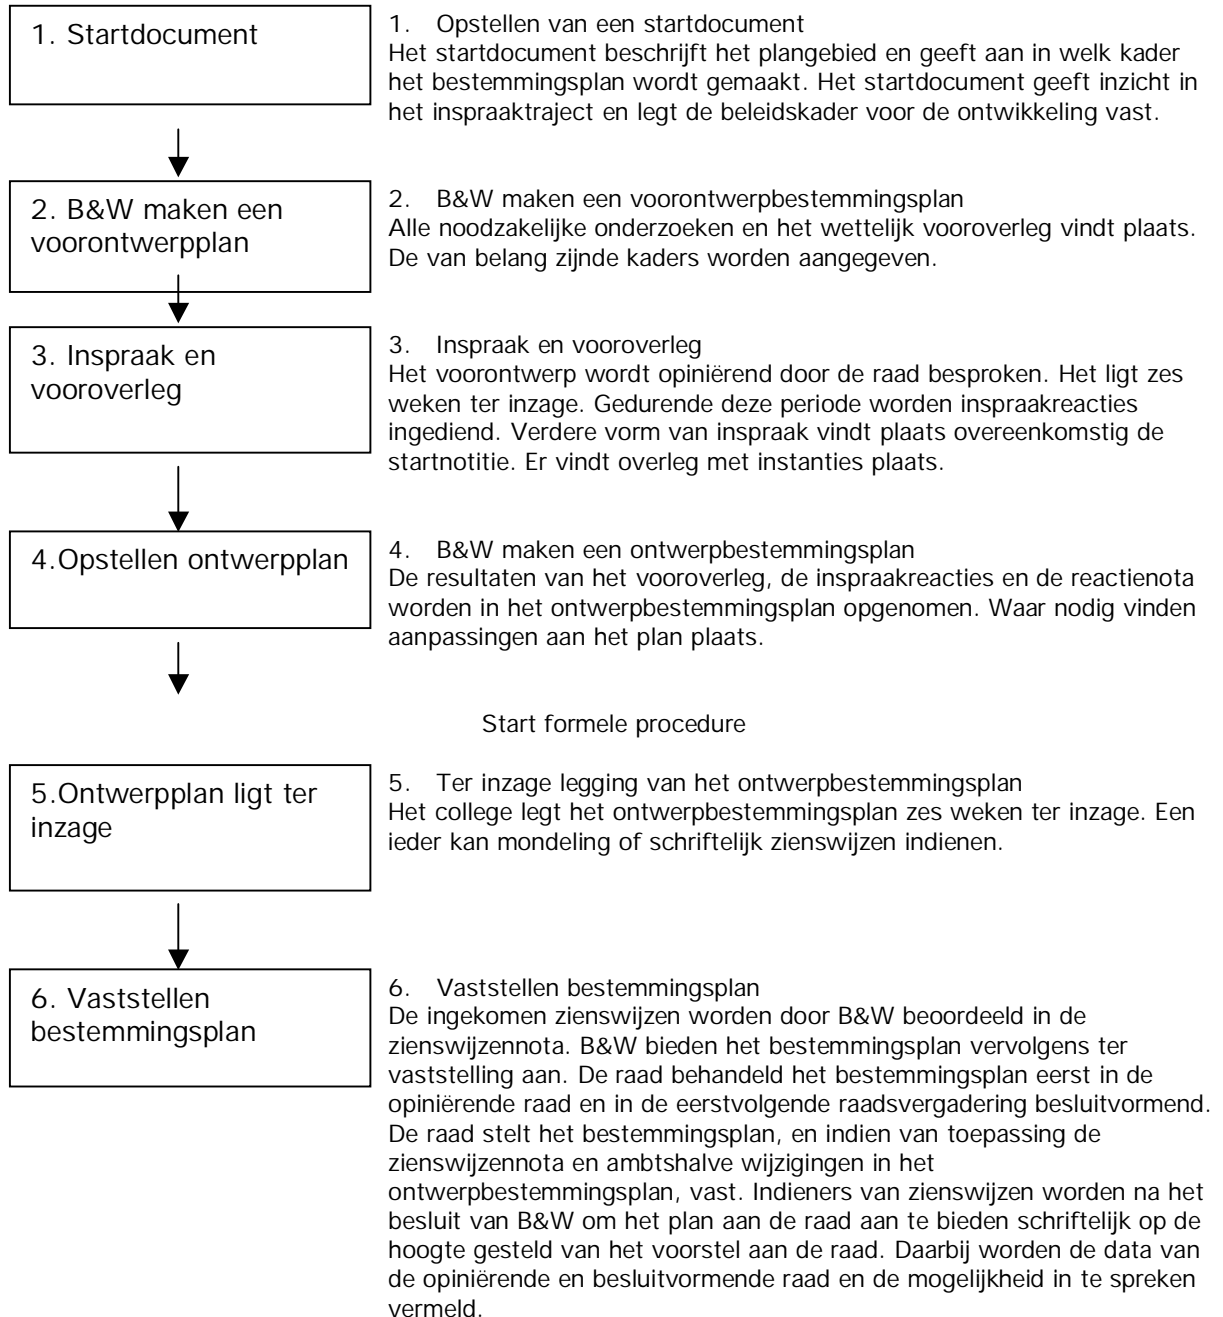 1. Startdocument
1. Opstellen van een startdocument
Het startdocument beschrijft het plangebied en geeft aan in welk kader
het bestemmingsplan wordt gemaakt. Het startdocument geeft inzicht in
het inspraaktraject en legt de beleidskader voor de ontwikkeling vast.
2. B&W maken een
voorontwerpplan
2. B&W maken een voorontwerpbestemmingsplan
Alle noodzakelijke onderzoeken en het wettelijk vooroverleg vindt plaats.
De van belang zijnde kaders worden aangegeven.
3. Inspraak en
vooroverleg
3. Inspraak en vooroverleg
Het voorontwerp wordt opiniërend door de raad besproken. Het ligt zes
weken ter inzage. Gedurende deze periode worden inspraakreacties
ingediend. Verdere vorm van inspraak vindt plaats overeenkomstig de
startnotitie. Er vindt overleg met instanties plaats.
4.Opstellen ontwerpplan
4. B&W maken een ontwerpbestemmingsplan
De resultaten van het vooroverleg, de inspraakreacties en de reactienota
worden in het ontwerpbestemmingsplan opgenomen. Waar nodig vinden
aanpassingen aan het plan plaats.
Start formele procedure
5.Ontwerpplan ligt ter
inzage
5. Ter inzage legging van het ontwerpbestemmingsplan
Het college legt het ontwerpbestemmingsplan zes weken ter inzage. Een
ieder kan mondeling of schriftelijk zienswijzen indienen.
6. Vaststellen
bestemmingsplan
6. Vaststellen bestemmingsplan
De ingekomen zienswijzen worden door B&W beoordeeld in de
zienswijzennota. B&W bieden het bestemmingsplan vervolgens ter
vaststelling aan. De raad behandeld het bestemmingsplan eerst in de
opiniërende raad en in de eerstvolgende raadsvergadering besluitvormend.
De raad stelt het bestemmingsplan, en indien van toepassing de
zienswijzennota en ambtshalve wijzigingen in het
ontwerpbestemmingsplan, vast. Indieners van zienswijzen worden na het
besluit van B&W om het plan aan de raad aan te bieden schriftelijk op de
hoogte gesteld van het voorstel aan de raad. Daarbij worden de data van
de opiniërende en besluitvormende raad en de mogelijkheid in te spreken
vermeld.